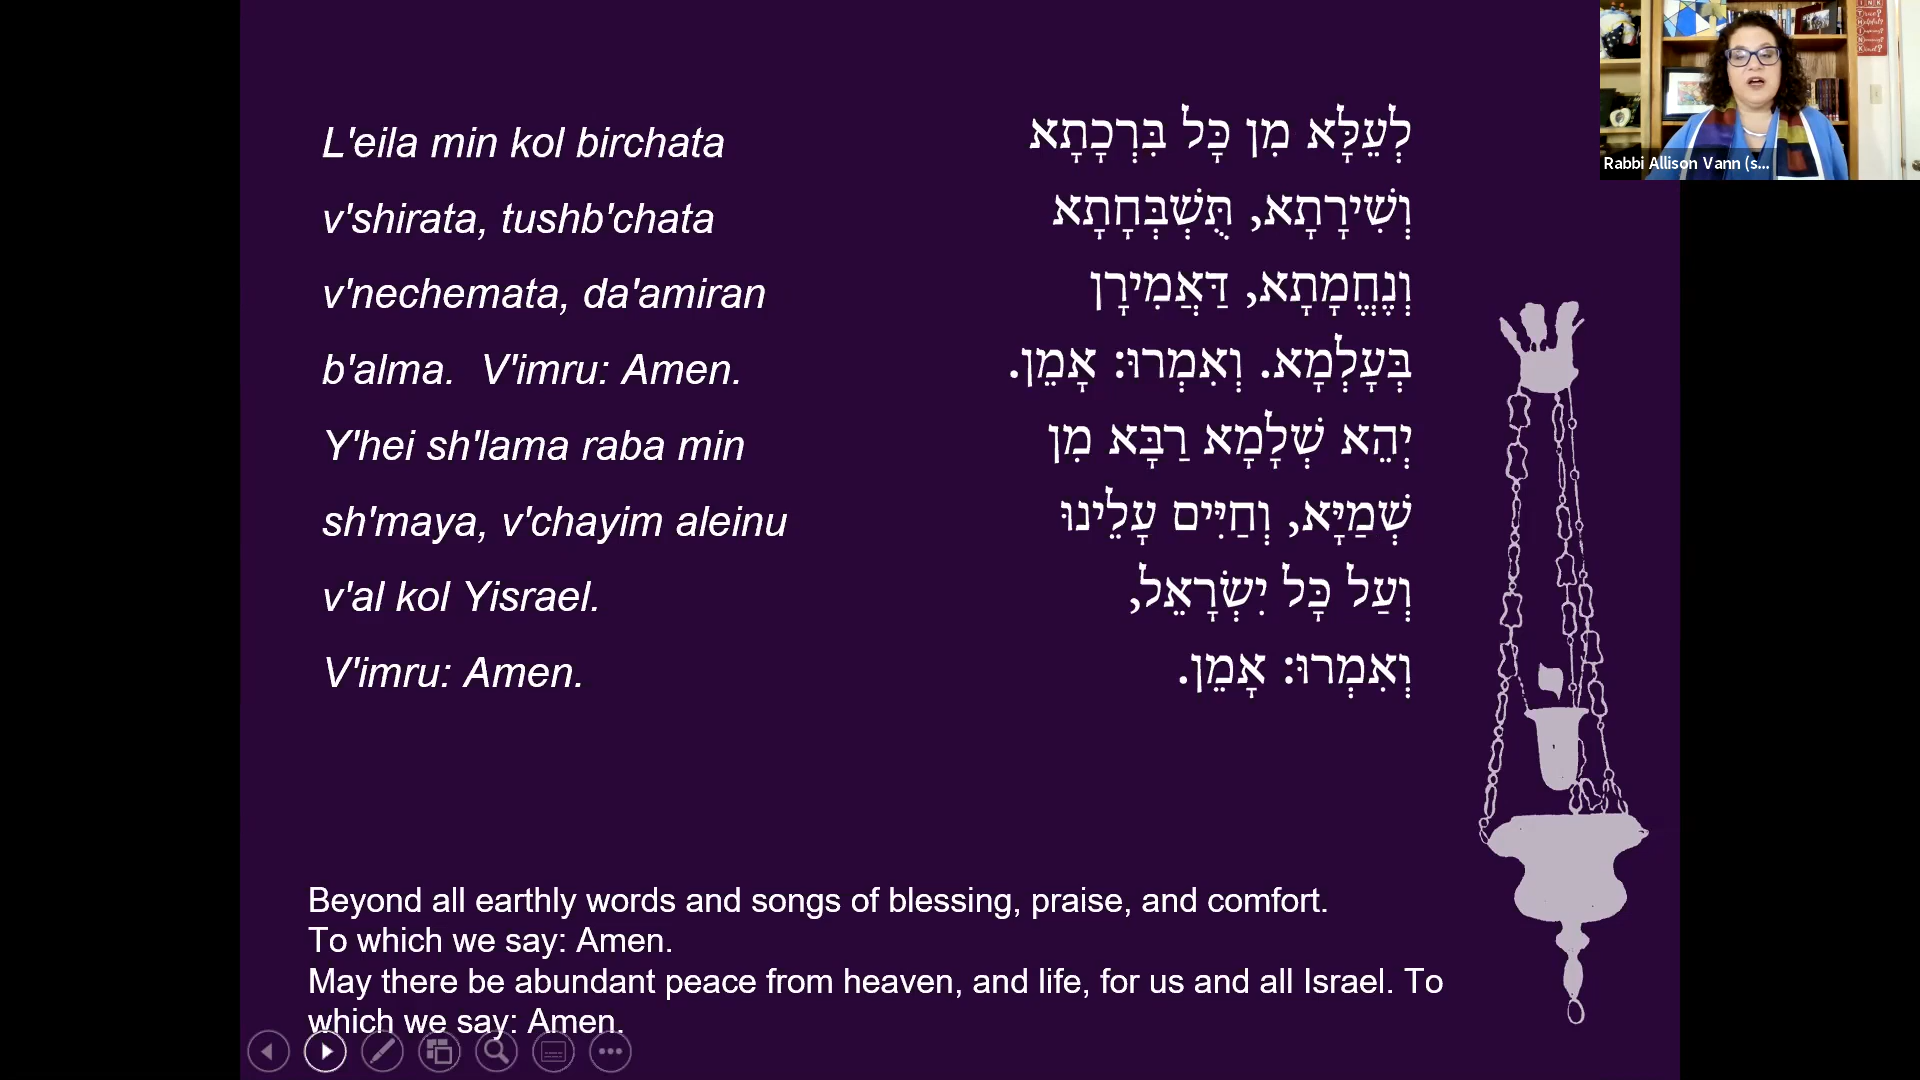 L'eila min kol birchata
v'shirata, tushb'chata
v'nechemata, da'amiran
b'alma.  V'imru: Amen.
Y'hei sh'lama raba min
sh'maya, v'chayim aleinu
v'al kol Yisrael.
V'imru: Amen.
לְעֵלָּא מִן כָּל בִּרְכָתָא
וְשִׁירָתָא, תֻּשְׁבְּחָתָא
וְנֶחֱמָתָא, דַּאֲמִירָן
בְּעָלְמָא. וְאִמְרוּ: אָמֵן.
יְהֵא שְׁלָמָא רַבָּא מִן
שְׁמַיָּא, וְחַיִּים עָלֵינוּ
וְעַל כָּל יִשְׂרָאֵל,
וְאִמְרוּ: אָמֵן.
Beyond all earthly words and songs of blessing, praise, and comfort.
To which we say: Amen.
May there be abundant peace from heaven, and life, for us and all Israel. To
which we say: Amen.
Rabbi Allison Vann (s...